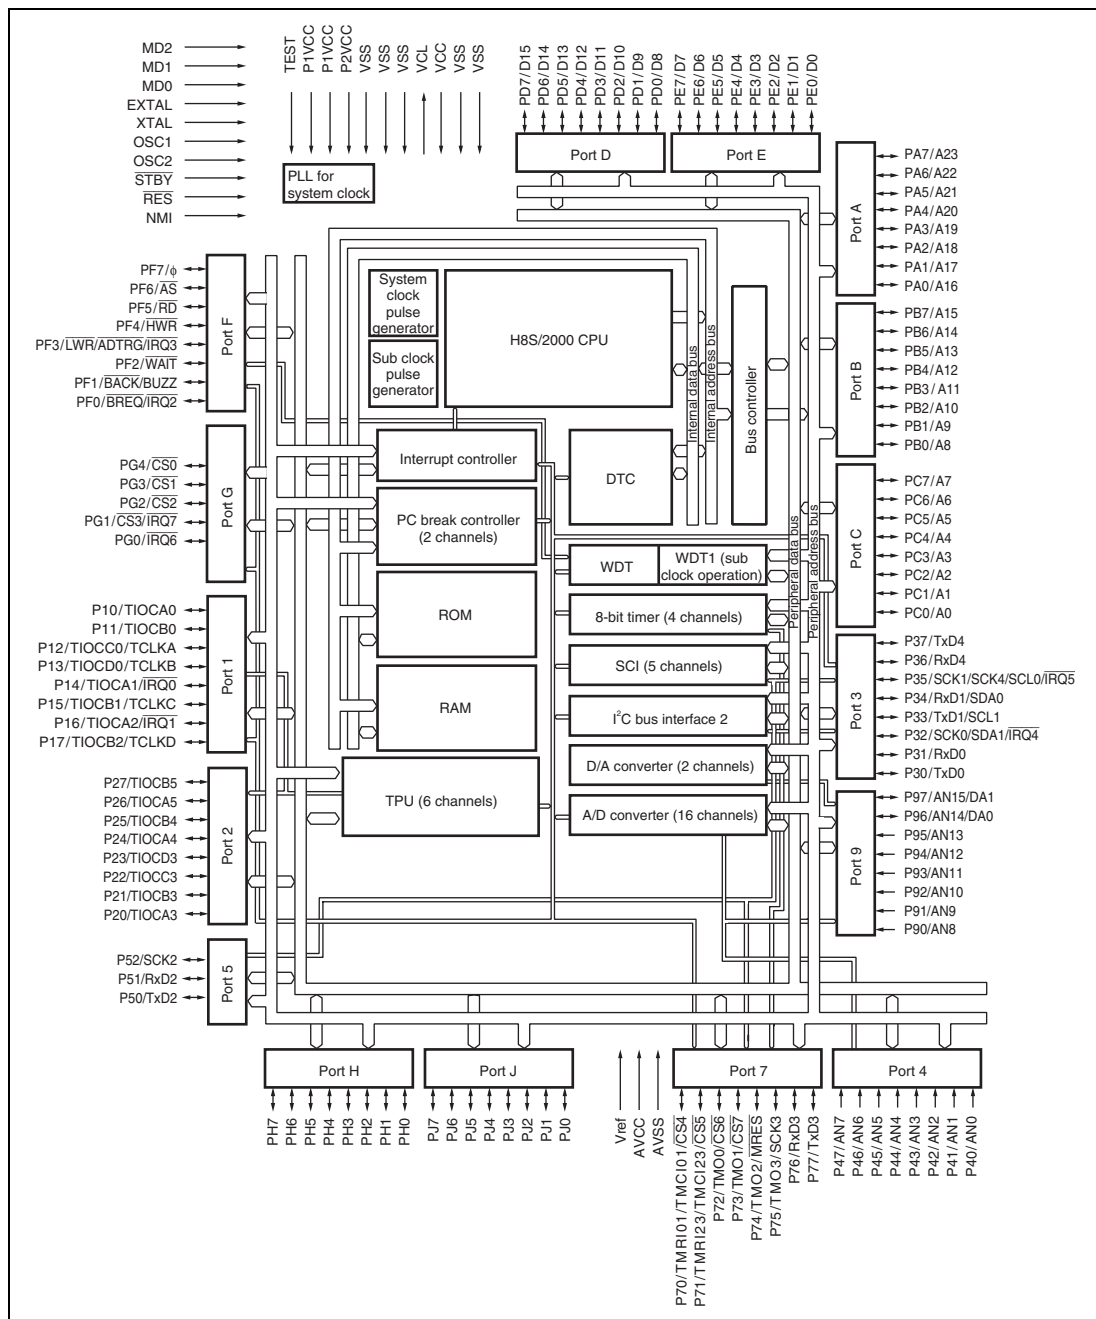 MD2
MD1
MD0
EXTAL
XTAL
OSC1
OSC2
STBY
RES
NMI
TEST
P1VCC
P1VCC
P2VCC
VSS
VSS
VSS
VCL
VCC
VSS
VSS
PLL for
system clock
PD7/D15
PD6/D14
PD5/D13
PD4/D12
PD3/D11
PD2/D10
PD1/D9
PD0/D8
PE7/D7
PE6/D6
PE5/D5
PE4/D4
PE3/D3
PE2/D2
PE1/D1
PE0/D0
Port D
Port E
Port A
PA7/A23
PA6/A22
PA5/A21
PA4/A20
PA3/A19
PA2/A18
PA1/A17
PA0/A16
PF7/ϕ
PF6/AS
PF5/RD
PF4/HWR
PF3/LWR/ADTRG/IRQ3
PF2/WAIT
PF1/BACK/BUZZ
PF0/BREQ/IRQ2
Port F
System
clock
pulse
generator
Sub clock
pulse
generator
H8S/2000 CPU
Internal data bus
Internal address bus
Bus controller
Port B
PB7/A15
PB6/A14
PB5/A13
PB4/A12
PB3/A11
PB2/A10
PB1/A9
PB0/A8
PG4/CS0
PG3/CS1
PG2/CS2
PG1/CS3/IRQ7
PG0/IRQ6
Port G
Interrupt controller
PC break controller
(2 channels)
DTC
Peripheral data bus
Peripheral address bus
Port C
PC7/A7
PC6/A6
PC5/A5
PC4/A4
PC3/A3
PC2/A2
PC1/A1
PC0/A0
WDT
WDT1 (sub
clock operation)
ROM
8-bit timer (4 channels)
P10/TIOCA0
P11/TIOCB0
P12/TIOCC0/TCLKA
P13/TIOCD0/TCLKB
P14/TIOCA1/IRQ0
P15/TIOCB1/TCLKC
P16/TIOCA2/IRQ1
P17/TIOCB2/TCLKD
Port 1
RAM
SCI (5 channels)
I²C bus interface 2
D/A converter (2 channels)
Port 3
P37/TxD4
P36/RxD4
P35/SCK1/SCK4/SCL0/IRQ5
P34/RxD1/SDA0
P33/TxD1/SCL1
P32/SCK0/SDA1/IRQ4
P31/RxD0
P30/TxD0
P27/TIOCB5
P26/TIOCA5
P25/TIOCB4
P24/TIOCA4
P23/TIOCD3
P22/TIOCC3
P21/TIOCB3
P20/TIOCA3
Port 2
TPU (6 channels)
A/D converter (16 channels)
Port 9
P97/AN15/DA1
P96/AN14/DA0
P95/AN13
P94/AN12
P93/AN11
P92/AN10
P91/AN9
P90/AN8
P52/SCK2
P51/RxD2
P50/TxD2
Port 5
Port H
Port J
Port 7
Port 4
PH7
PH6
PH5
PH4
PH3
PH2
PH1
PH0
PJ7
PJ6
PJ5
PJ4
PJ3
PJ2
PJ1
PJ0
Vref
AVCC
AVSS
P70/TMRI01/TMCI01/CS4
P71/TMRI23/TMCI23/CS5
P72/TMO0/CS6
P73/TMO1/CS7
P74/TMO2/MRES
P75/TMO3/SCK3
P76/RxD3
P77/TxD3
P47/AN7
P46/AN6
P45/AN5
P44/AN4
P43/AN3
P42/AN2
P41/AN1
P40/AN0